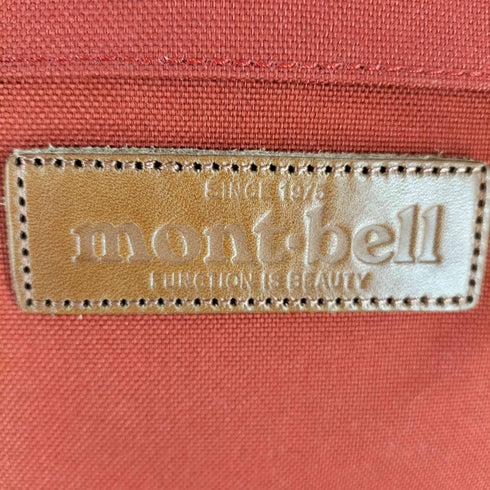 SINCE 1975
mont-bell
FUNCTION IS BEAUTY